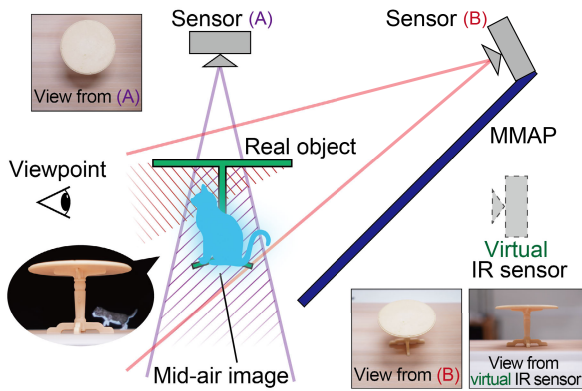 Sensor (A)
Sensor (B)
View from (A)
Real object
MMAP
Viewpoint
Virtual
IR sensor
Mid-air image
View from (B)
View from
virtual IR sensor